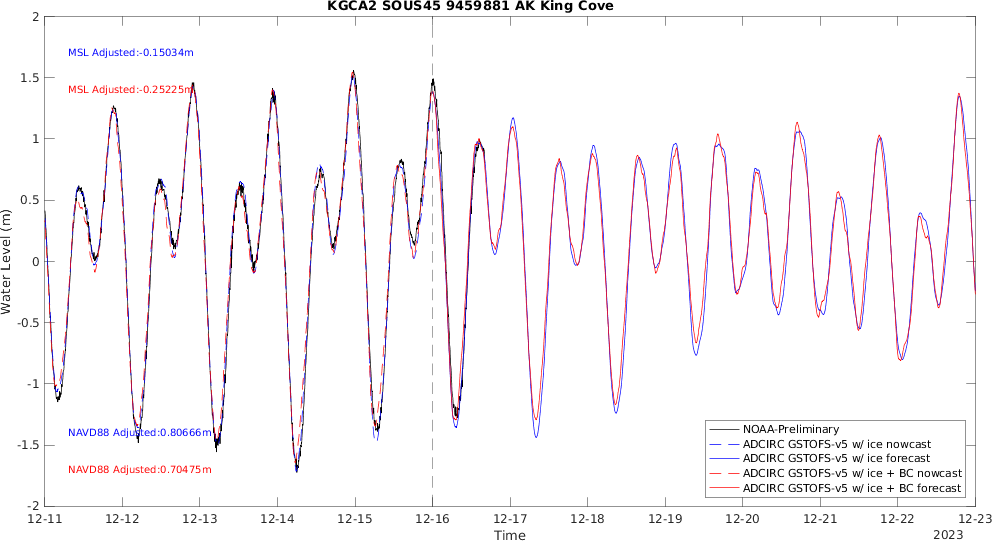 KGCA2 SOUS45 9459881 AK King Cove
MSL Adjusted:-0.15034m
MSL Adjusted:-0.25225m
NAVD88 Adjusted:0.80666m
NAVD88 Adjusted:0.70475m
Water Level (m)
2
1.5
1
0.5
0
-0.5
-1
-1.5
-2
NOAA-Preliminary
ADCIRC GSTOFS-v5 w/ ice nowcast
ADCIRC GSTOFS-v5 w/ ice forecast
ADCIRC GSTOFS-v5 w/ ice + BC nowcast
ADCIRC GSTOFS-v5 w/ ice + BC forecast
12-11 12-12 12-13 12-14 12-15 12-16 12-17 12-18 12-19 12-20 12-21 12-22 12-23
Time
2023